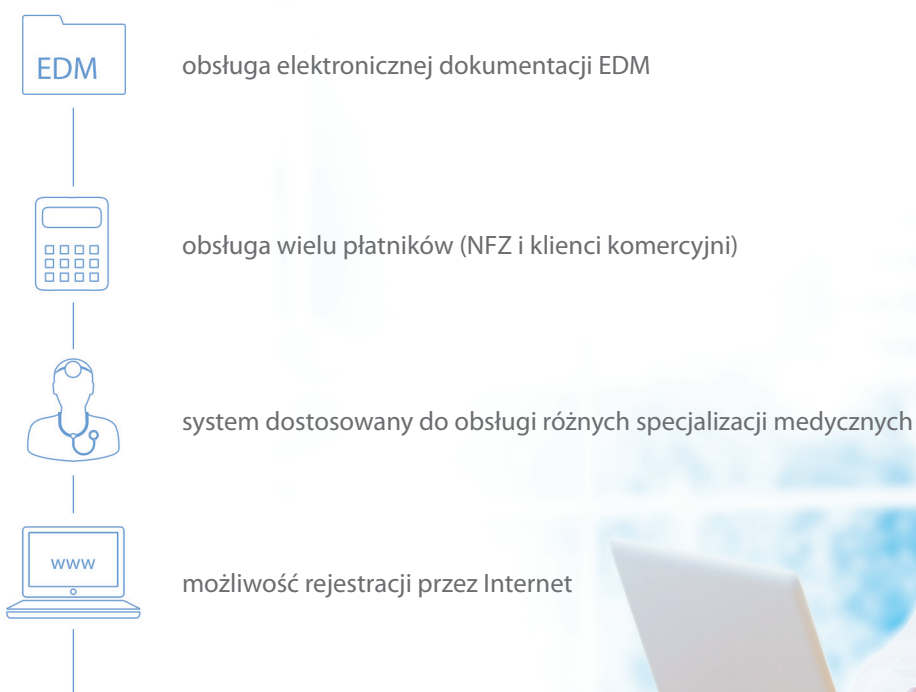 EDM
obsługa elektronicznej dokumentacji EDM
obsługa wielu płatników (NFZ i klienci komercyjni)
system dostosowany do obsługi różnych specjalizacji medycznych
www
możliwość rejestracji przez Internet